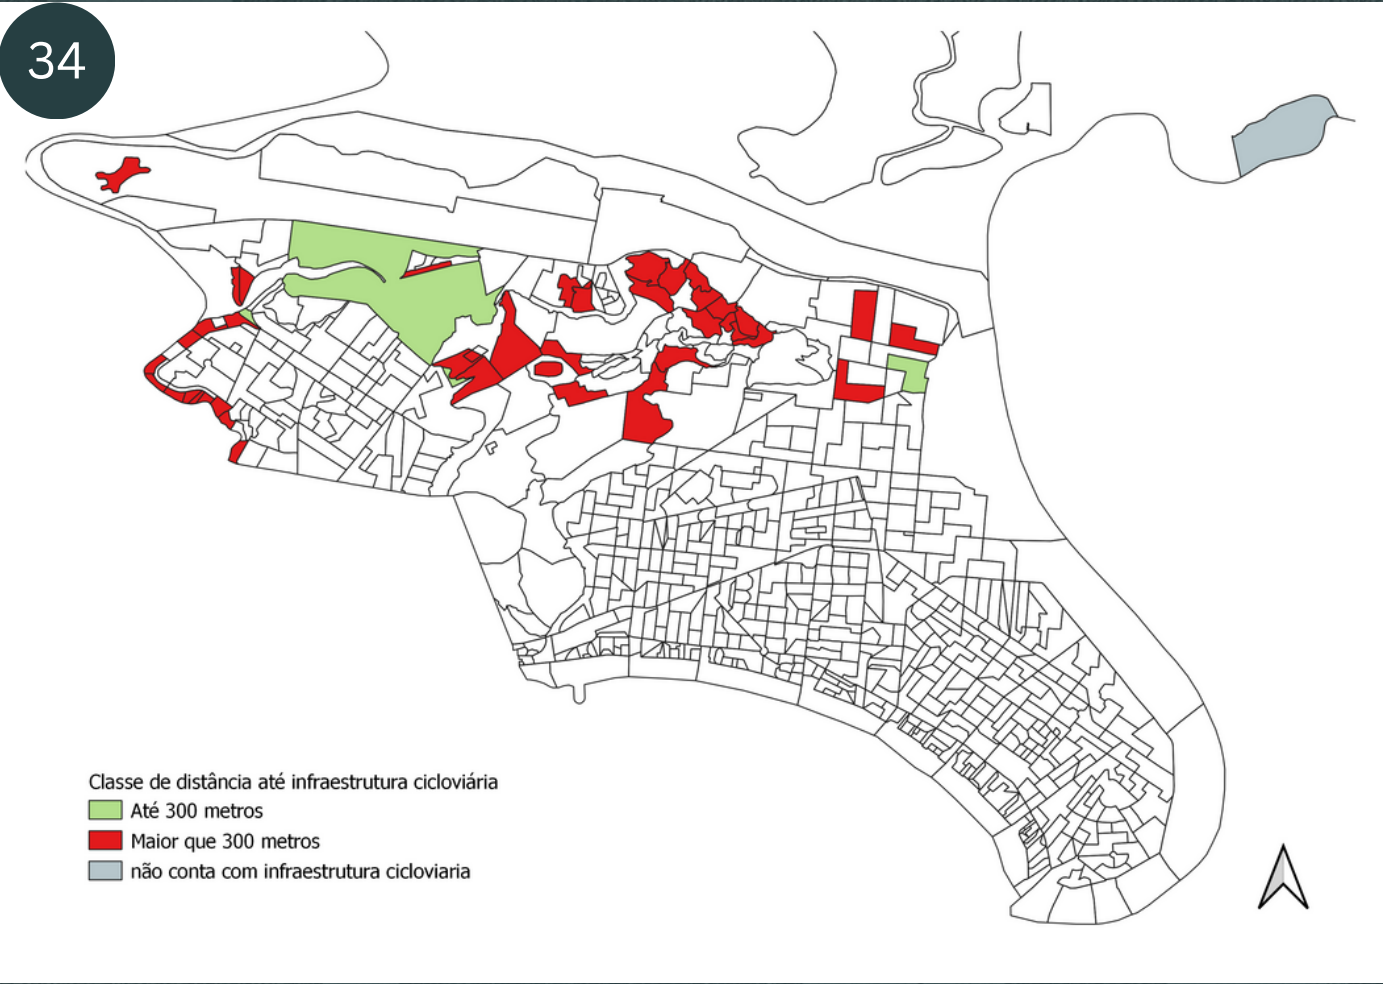 34
Classe de distância até infraestrutura cicloviária
Até 300 metros
Maior que 300 metros
não conta com infraestrutura cicloviaria